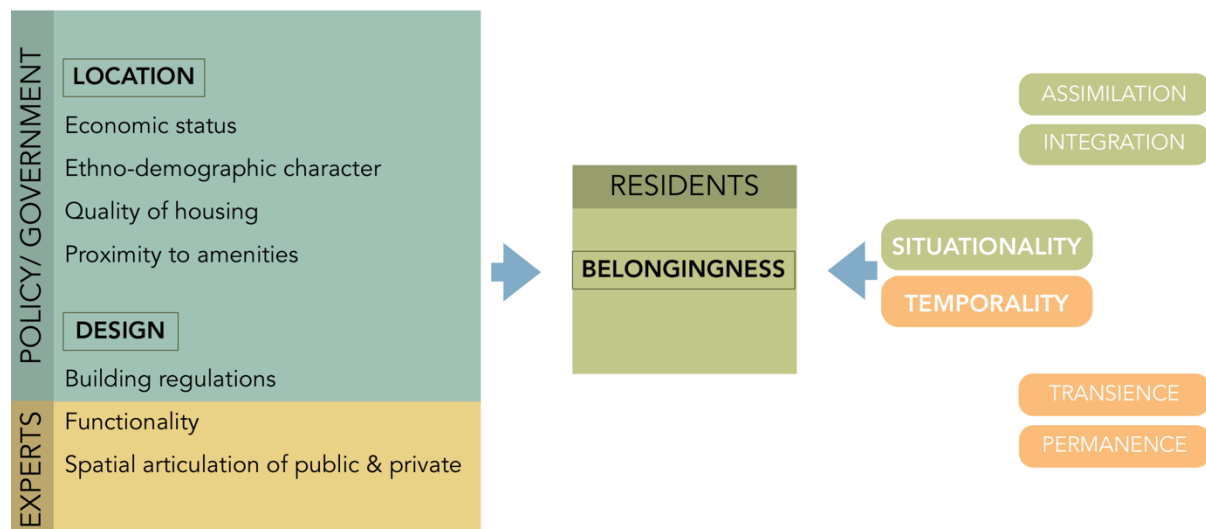 POLICY/ GOVERNMENT
LOCATION
Economic status
Ethno-demographic character
Quality of housing
Proximity to amenities
DESIGN
Building regulations
EXPERTS
Functionality
Spatial articulation of public & private
RESIDENTS
BELONGINGNESS
ASSIMILATION
INTEGRATION
SITUATIONALITY
TEMPORALITY
TRANSIENCE
PERMANENCE